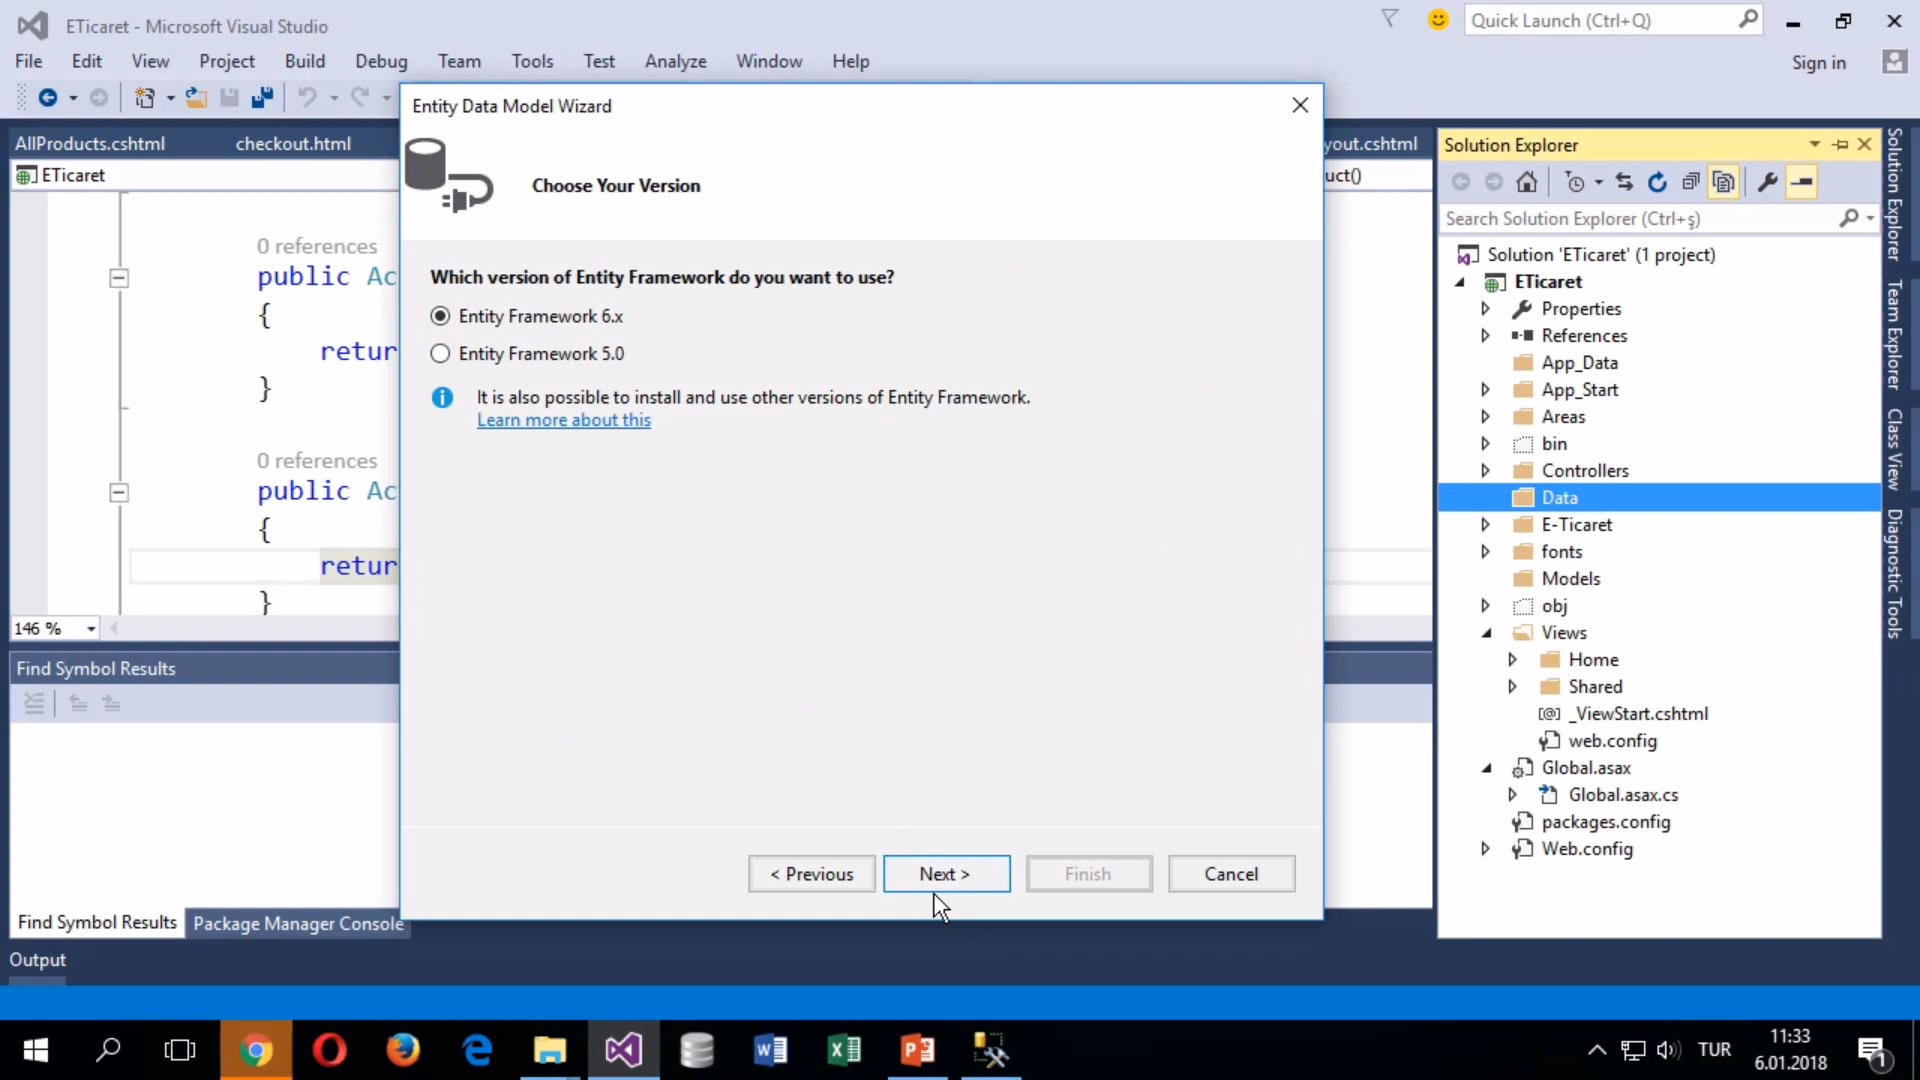 ETicaret - Microsoft Visual Studio
Quick Launch (Ctrl+Q)
File Edit View Project Build Debug Team Tools Test Analyze Window Help
Sign in
AllProducts.cshtml checkout.html
yout.cshtml
ETicaret
uct()
0 references
public Ac
{
retur
}
0 references
public Ac
{
retur
}
146 %
Find Symbol Results
Find Symbol Results Package Manager Console
Output
Entity Data Model Wizard
Choose Your Version
Which version of Entity Framework do you want to use?
Entity Framework 6.x
Entity Framework 5.0
It is also possible to install and use other versions of Entity Framework.
Learn more about this
< Previous Next > Finish Cancel
Solution Explorer
Search Solution Explorer (Ctrl+ş)
Solution 'ETicaret' (1 project)
ETicaret
Properties
References
App_Data
App_Start
Areas
bin
Controllers
Data
E-Ticaret
fonts
Models
obj
Views
Home
Shared
_ViewStart.cshtml
web.config
Global.asax
Global.asax.cs
packages.config
Web.config
Solution Explorer
Team Explorer
Class View
Diagnostic Tools
TUR
11:33
6.01.2018
1